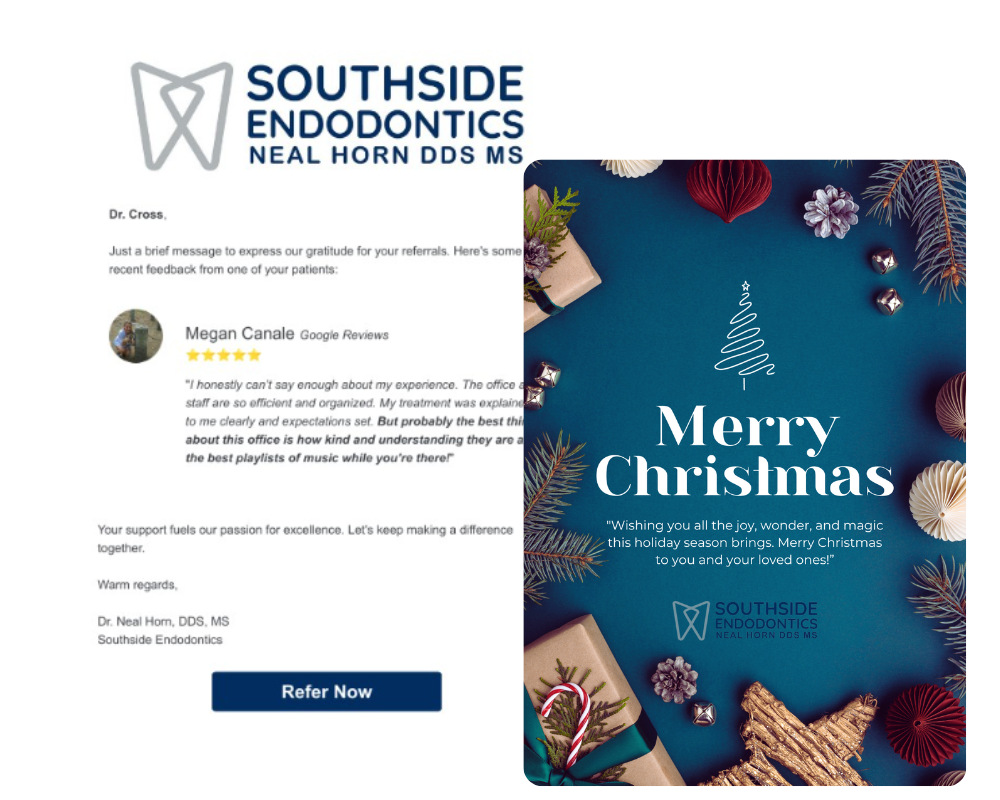 SOUTHSIDE
ENDODONTICS
NEAL HORN DDS MS
Dr. Cross,
Just a brief message to express our gratitude for your referrals. Here's some
recent feedback from one of your patients:
Megan Canale Google Reviews
"I honestly can't say enough about my experience. The office
staff are so efficient and organized. My treatment was
to me clearly and expectations set. But probably the best
about this office is how kind and understanding they are
the best playlists of music while you're there!"
Your support fuels our passion for excellence. Let's keep making a difference
together.
Warm regards,
Dr. Neal Horn, DDS, MS
Southside Endodontics
Refer Now
Merry
Christmas
"Wishing you all the joy, wonder, and magic
this holiday season brings. Merry Christmas
to you and your loved ones!"
SOUTHSIDE
ENDODONTICS
NEAL HORN DDS MS